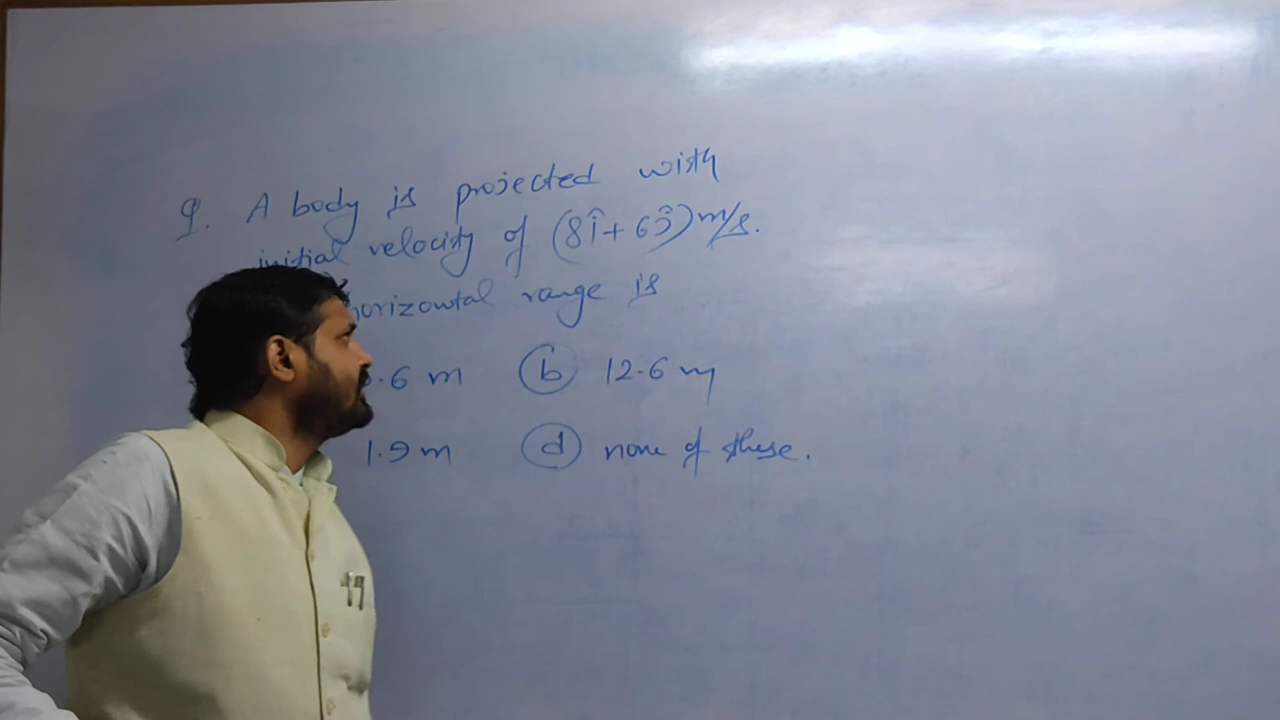 Q. A body is projected with
initial velocity of (8î + 6ĵ) m/s.
horizontal range is
.6 m (b) 12.6 m
1.9 m (d) none of these.